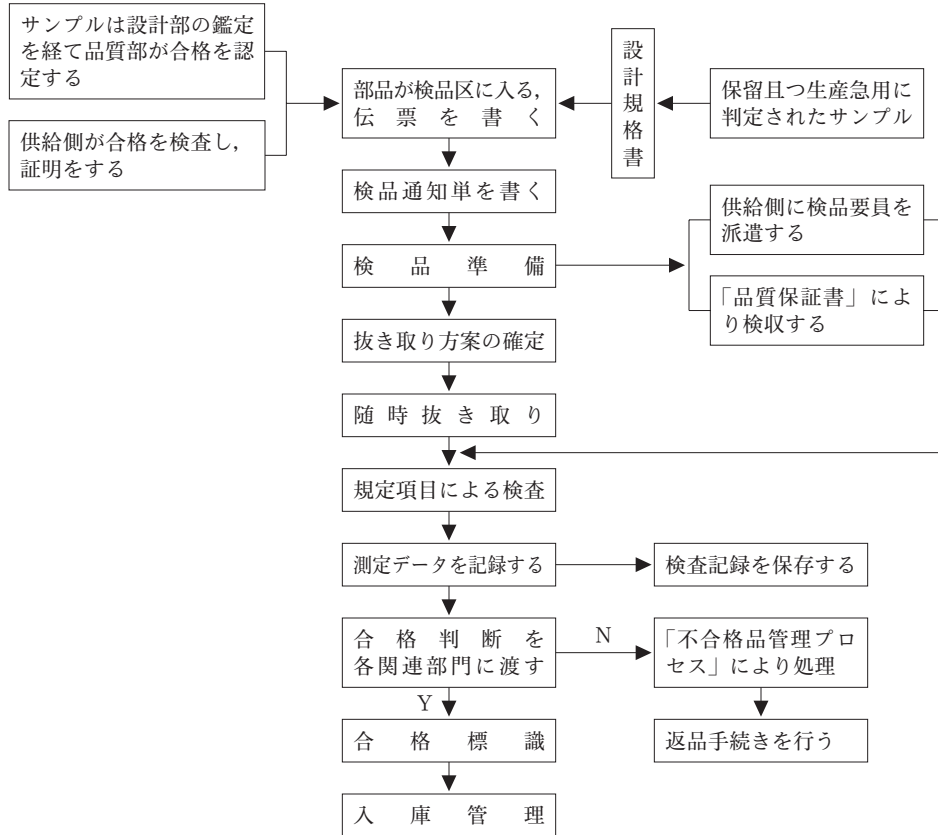 サンプルは設計部の鑑定
を経て品質部が合格を認
定する
供給側が合格を検査し，
証明をする
部品が検品区に入る，
伝票を書く
設計規格書
保留且つ生産急用に
判定されたサンプル
検品通知単を書く
検品準備
供給側に検品要員を
派遣する
「品質保証書」によ
り検収する
抜き取り方案の確定
随時抜き取り
規定項目による検査
測定データを記録する
検査記録を保存する
合格判断を
各関連部門に渡す
N
「不合格品管理プロ
セス」により処理
Y
返品手続きを行う
合格標識
入庫管理